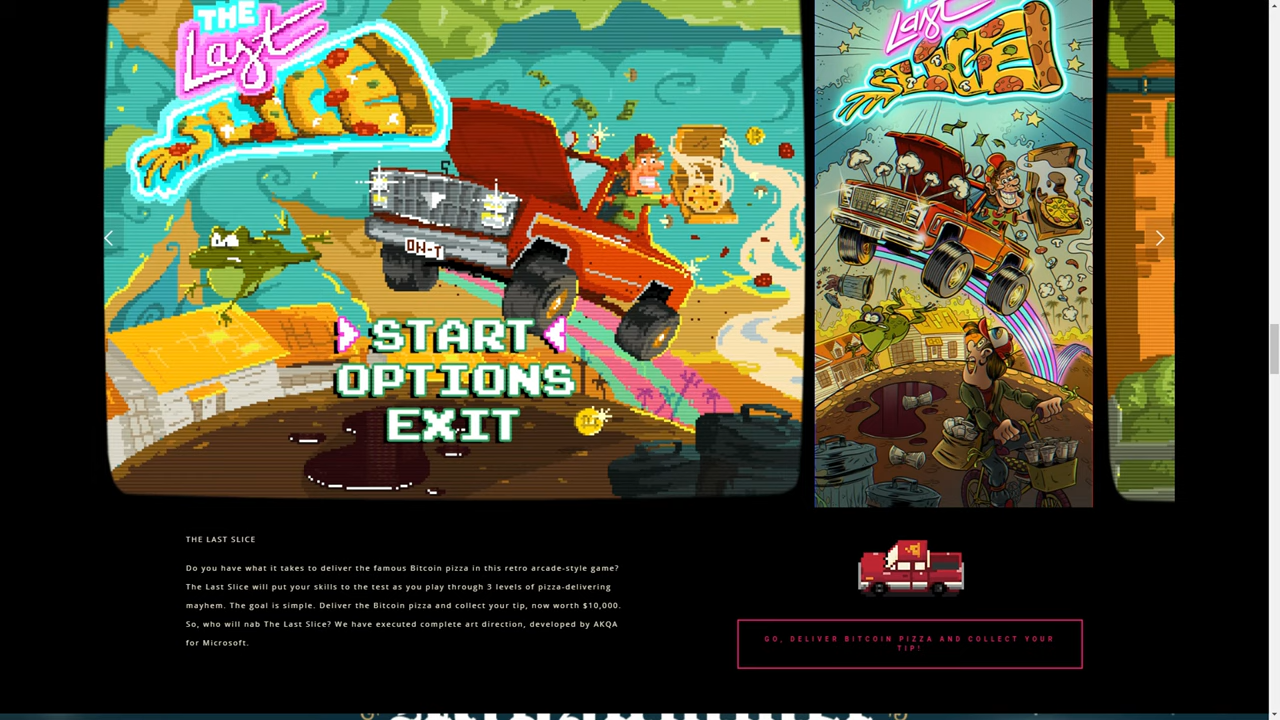 THE
Last
SLICE
THE
Last
SLICE
ON-T
START
OPTIONS
EXIT
THE LAST SLICE
Do you have what it takes to deliver the famous Bitcoin pizza in this retro arcade-style game?
The Last Slice will put your skills to the test as you play through 3 levels of pizza-delivering
mayhem. The goal is simple. Deliver the Bitcoin pizza and collect your tip, now worth $10,000.
So, who will nab The Last Slice? We have executed complete art direction, developed by AKQA
for Microsoft.
GO, DELIVER BITCOIN PIZZA AND COLLECT YOUR
TIP!